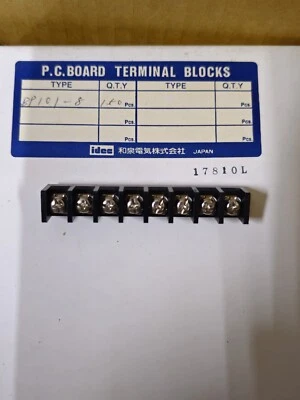 P.C.BOARD TERMINAL BLOCKS
TYPE Q.T.Y TYPE Q.T.Y
BP101-8 100 Pcs. Pcs.
Pcs. Pcs.
Pcs. Pcs.
idec 和泉電気株式会社 JAPAN
17810L